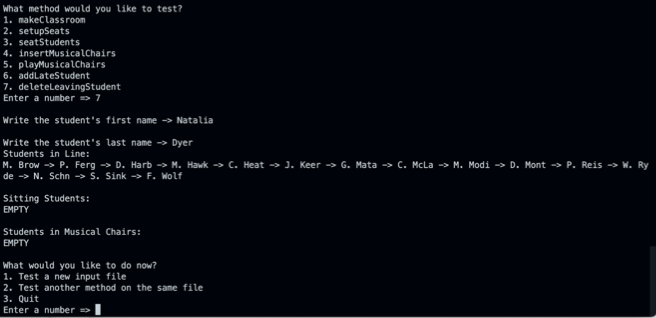 What method would you like to test?
1. makeClassroom
2. setupSeats
3. seatStudents
4. insertMusicalChairs
5. playMusicalChairs
6. addLateStudent
7. deleteLeavingStudent
Enter a number => 7
Write the student's first name -> Natalia
Write the student's last name -> Dyer
Students in Line:
M. Brow -> P. Ferg -> D. Harb -> M. Hawk -> C. Heat -> J. Keer -> G. Mata -> C. McLa -> M. Modi -> D. Mont -> P. Reis -> W. Ry
de -> N. Schn -> S. Sink -> F. Wolf
Sitting Students:
EMPTY
Students in Musical Chairs:
EMPTY
What would you like to do now?
1. Test a new input file
2. Test another method on the same file
3. Quit
Enter a number =>